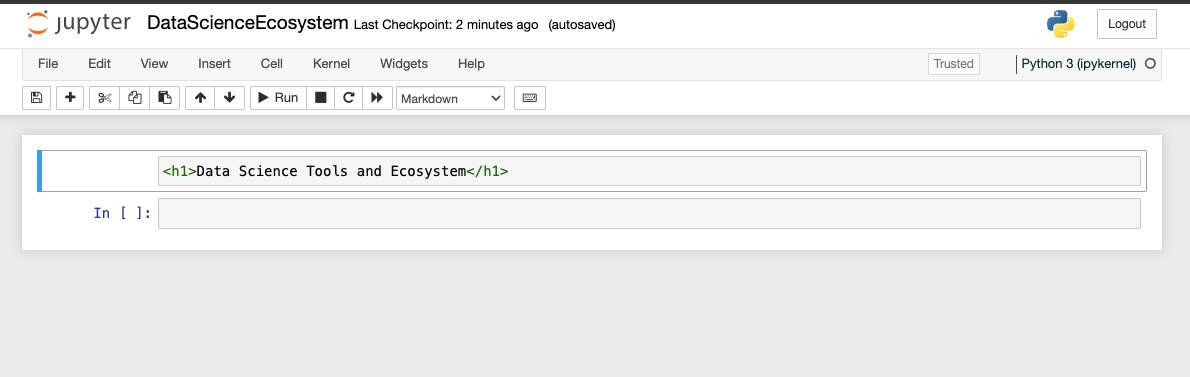 jupyter DataScienceEcosystem Last Checkpoint: 2 minutes ago (autosaved) Logout
File Edit View Insert Cell Kernel Widgets Help Trusted Python 3 (ipykernel)
Run Markdown
<h1>Data Science Tools and Ecosystem</h1>
In [ ]: